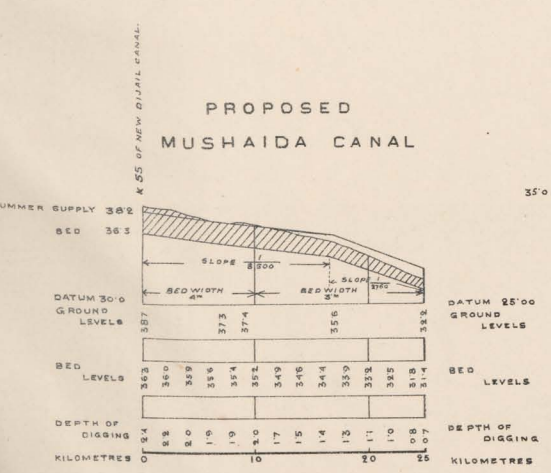 K 55 OF NEW DIJAIL CANAL.
PROPOSED
MUSHAIDA CANAL
35·0
UMMER SUPPLY 38·2
BED 36·3
SLOPE 1
SLOPE 1
BED WIDTH
BED WIDTH
DATUM 30·0
DATUM 25·00
GROUND
LEVELS
38·7 37·3 37·4 35·6 32·2
GROUND
LEVELS
BED
LEVELS
36·3 36·0 35·9 35·6 35·4 35·2 34·9 34·6 34·4 33·9 33·2 32·5 31·8 31·4
BED
LEVELS
DEPTH OF
DIGGING
2·4 2·2 2·0 1·9 1·9 2·0 1·7 1·5 1·4 1·3 1·1 1·0 0·8 0·7
DEPTH OF
DIGGING
KILOMETRES 0 10 20 25 KILOMETRES